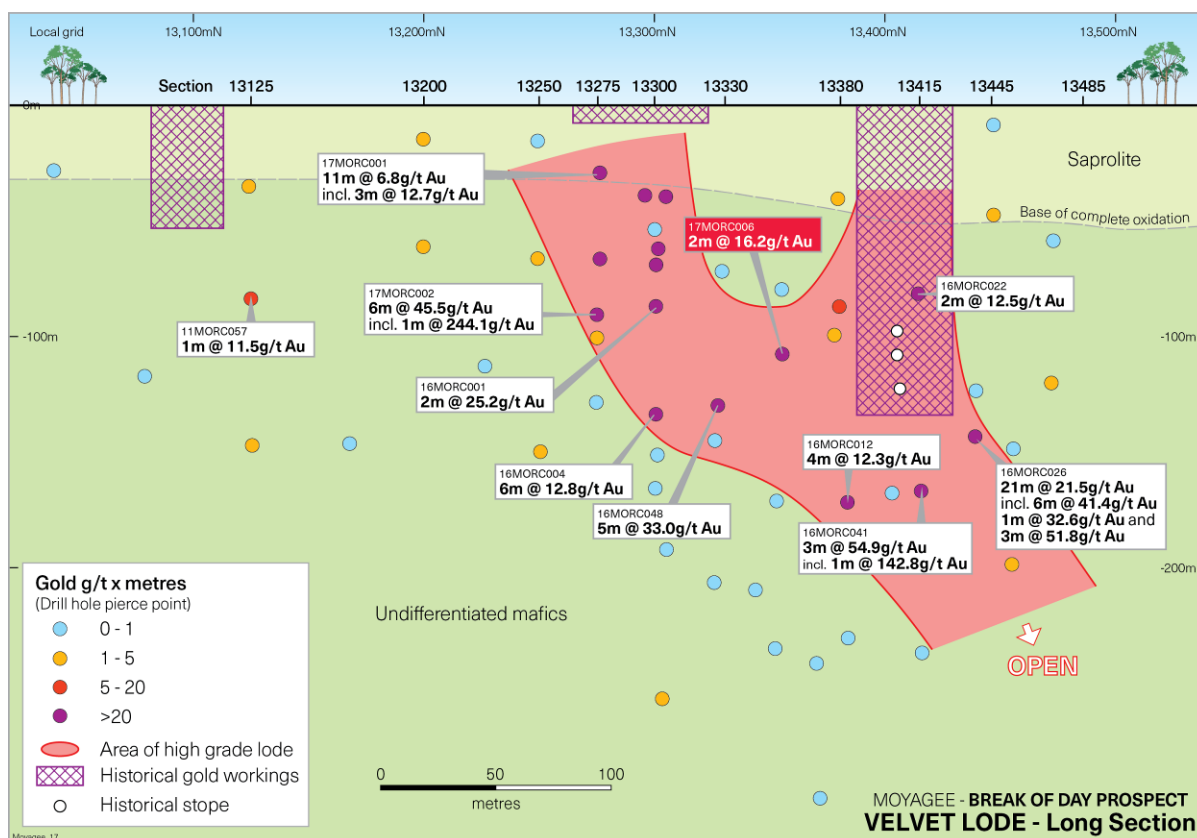 Local grid
13,100mN
13,200mN
13,300mN
13,400mN
13,500mN
Section 13125 13200 13250 13275 13300 13330 13380 13415 13445 13485
0m
Saprolite
Base of complete oxidation
17MORC001
11m @ 6.8g/t Au
incl. 3m @ 12.7g/t Au
17MORC006
2m @ 16.2g/t Au
16MORC022
2m @ 12.5g/t Au
17MORC002
6m @ 45.5g/t Au
incl. 1m @ 244.1g/t Au
11MORC057
1m @ 11.5g/t Au
-100m
-100m
16MORC001
2m @ 25.2g/t Au
16MORC004
6m @ 12.8g/t Au
16MORC048
5m @ 33.0g/t Au
16MORC012
4m @ 12.3g/t Au
16MORC041
3m @ 54.9g/t Au
incl. 1m @ 142.8g/t Au
16MORC026
21m @ 21.5g/t Au
incl. 6m @ 41.4g/t Au
1m @ 32.6g/t Au and
3m @ 51.8g/t Au
-200m
Undifferentiated mafics
OPEN
Gold g/t x metres
(Drill hole pierce point)
0 - 1
1 - 5
5 - 20
>20
Area of high grade lode
Historical gold workings
Historical stope
0 50 100
metres
MOYAGEE - BREAK OF DAY PROSPECT
VELVET LODE - Long Section